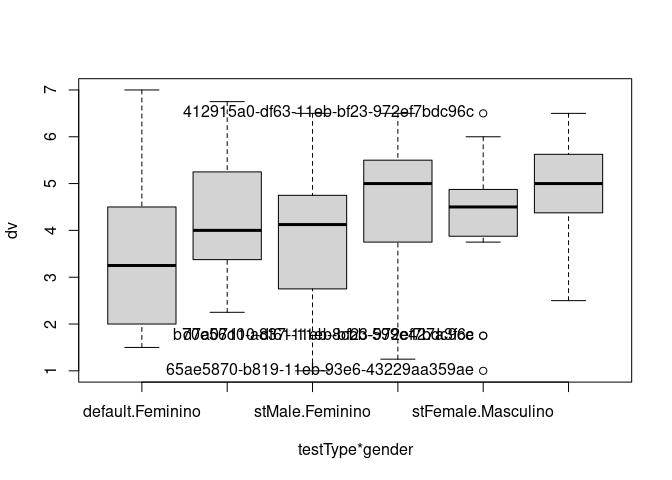 7
6
5
4
3
2
1
dv
412915a0-df63-11eb-bf23-972ef7bdc96c
65ae5870-b819-11eb-93e6-43229aa359ae
default.Feminino
stMale.Feminino
stFemale.Masculino
testType*gender